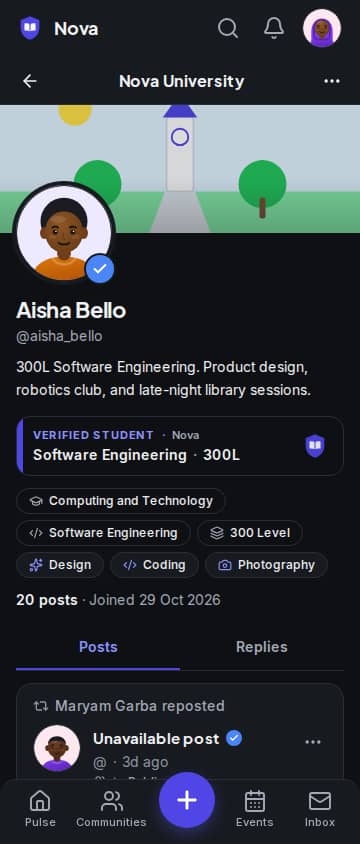 Nova
Nova University
Aisha Bello
@aisha_bello
300L Software Engineering. Product design,
robotics club, and late-night library sessions.
VERIFIED STUDENT · Nova
Software Engineering · 300L
Computing and Technology
Software Engineering
300 Level
Design
Coding
Photography
20 posts · Joined 29 Oct 2026
Posts
Replies
Maryam Garba reposted
Unavailable post
@ · 3d ago
Pulse
Communities
Events
Inbox